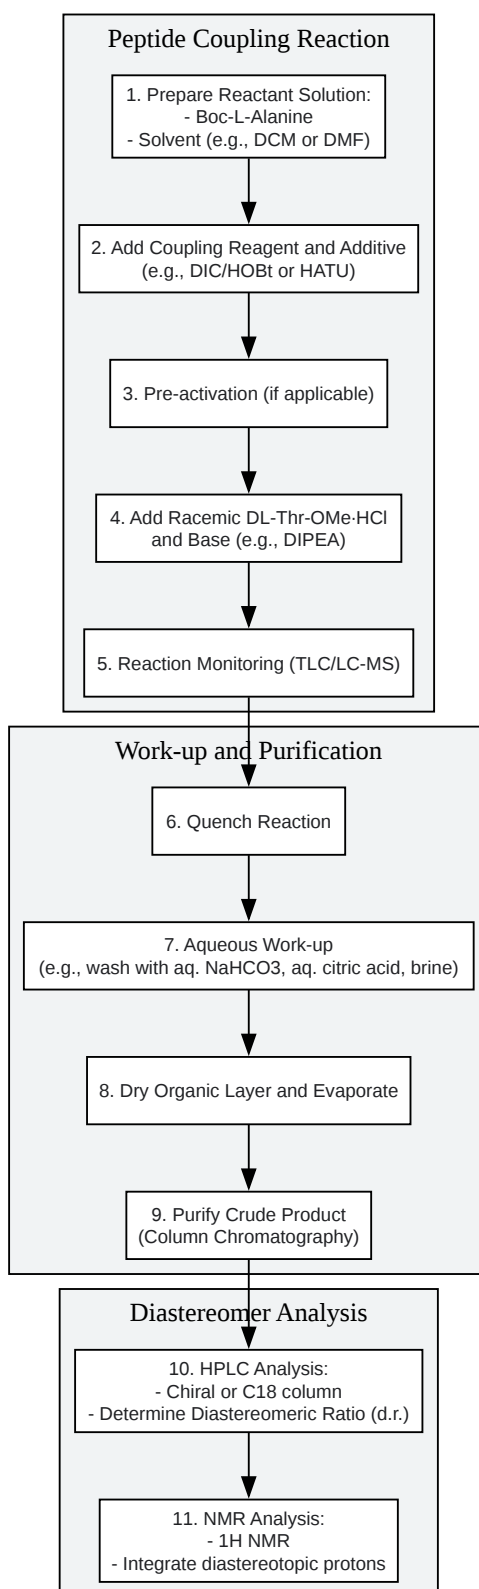 Peptide Coupling Reaction
1. Prepare Reactant Solution:
- Boc-L-Alanine
- Solvent (e.g., DCM or DMF)
2. Add Coupling Reagent and Additive
(e.g., DIC/HOBt or HATU)
3. Pre-activation (if applicable)
4. Add Racemic DL-Thr-OMe·HCl
and Base (e.g., DIPEA)
5. Reaction Monitoring (TLC/LC-MS)
Work-up and Purification
6. Quench Reaction
7. Aqueous Work-up
(e.g., wash with aq. NaHCO3, aq. citric acid, brine)
8. Dry Organic Layer and Evaporate
9. Purify Crude Product
(Column Chromatography)
Diastereomer Analysis
10. HPLC Analysis:
- Chiral or C18 column
- Determine Diastereomeric Ratio (d.r.)
11. NMR Analysis:
- 1H NMR
- Integrate diastereotopic protons